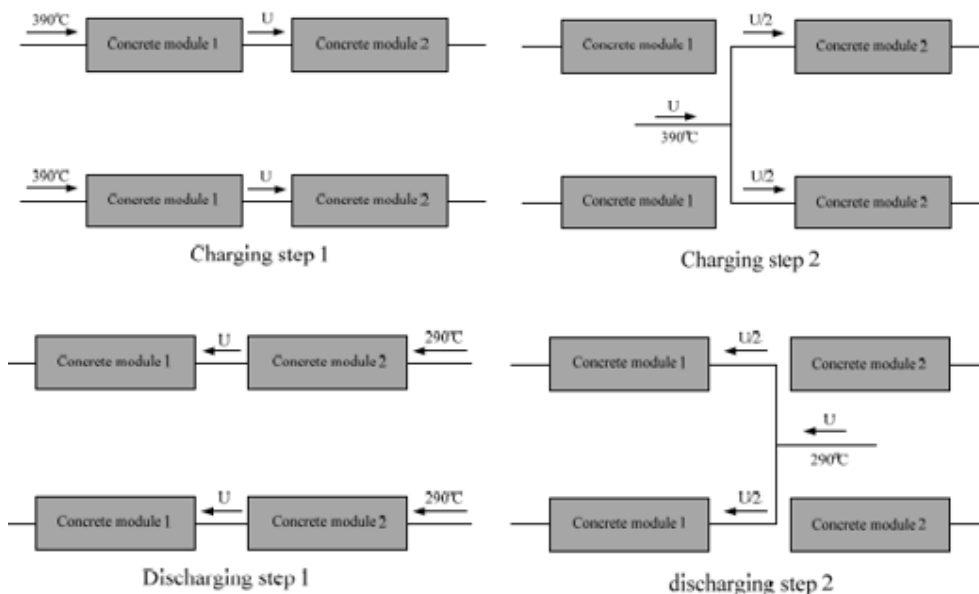 390℃
U
Concrete module 1
Concrete module 2
390℃
U
Concrete module 1
Concrete module 2
Charging step 1
Concrete module 1
U/2
Concrete module 2
U
390℃
Concrete module 1
U/2
Concrete module 2
Charging step 2
Concrete module 1
U
Concrete module 2
290℃
Concrete module 1
U
Concrete module 2
290℃
Discharging step 1
Concrete module 1
U/2
Concrete module 2
U
290℃
Concrete module 1
U/2
Concrete module 2
discharging step 2